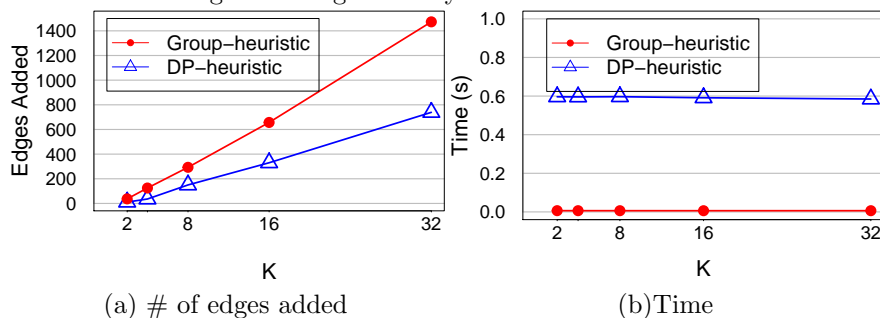 1400
1200
1000
800
600
400
200
0
Edges Added
Group-heuristic
DP-heuristic
2
8
16
32
K
(a) # of edges added
1.0
0.8
0.6
0.4
0.2
0.0
Time (s)
Group-heuristic
DP-heuristic
2
8
16
32
K
(b)Time